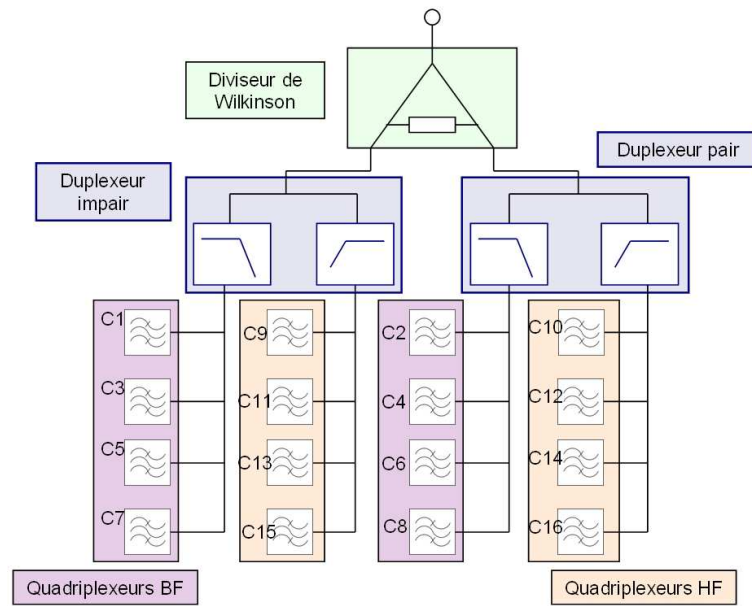 Diviseur de
Wilkinson
Duplexeur pair
Duplexeur
impair
C1
C9
C2
C10
C3
C11
C4
C12
C5
C13
C6
C14
C7
C15
C8
C16
Quadriplexeurs BF
Quadriplexeurs HF